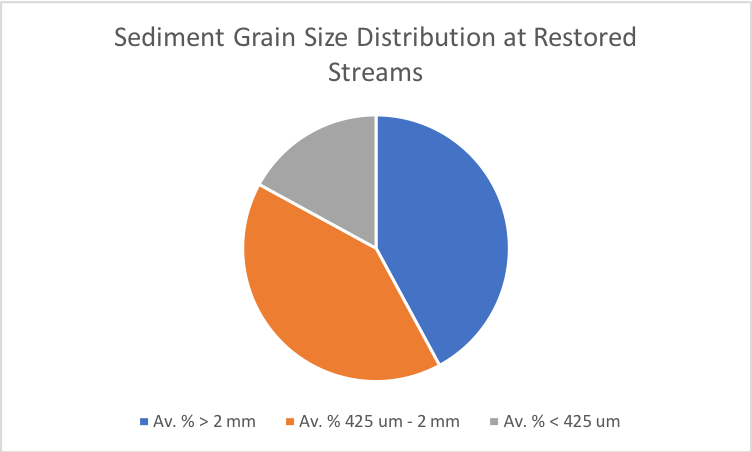 Sediment Grain Size Distribution at Restored
Streams
Av. % > 2 mm Av. % 425 um - 2 mm Av. % < 425 um